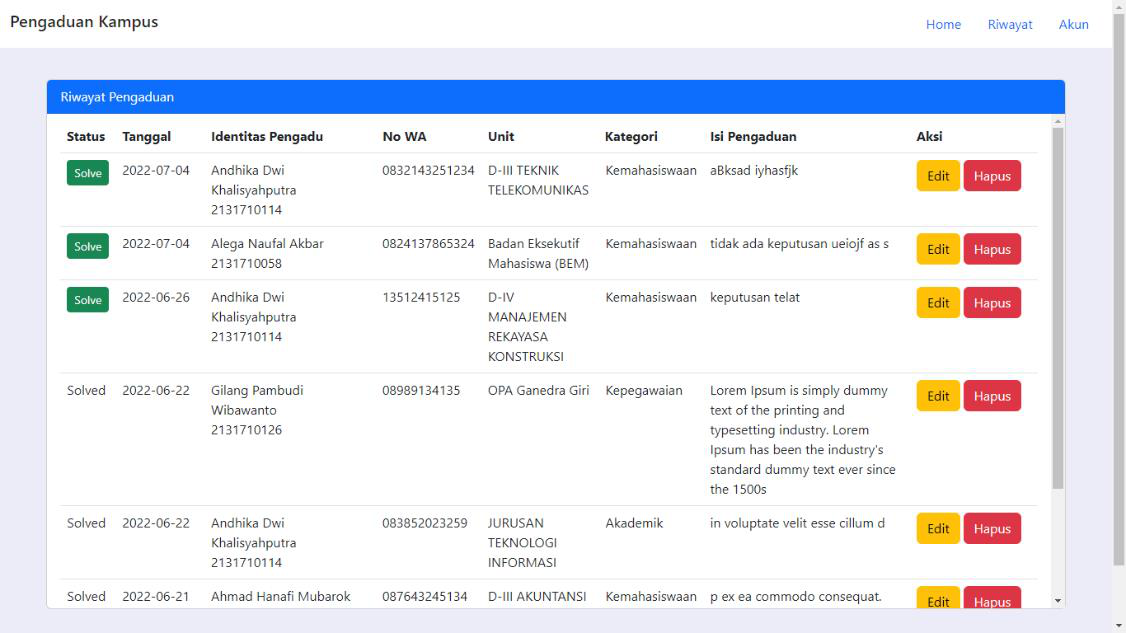 Pengaduan Kampus
Home Riwayat Akun
Riwayat Pengaduan
Status Tanggal Identitas Pengadu No WA Unit Kategori Isi Pengaduan Aksi
Solve 2022-07-04 Andhika Dwi 0832143251234 D-III TEKNIK Kemahasiswaan aBksad iyhasfjk Edit Hapus
Khalisyahputra TELEKOMUNIKAS
2131710114
Solve 2022-07-04 Alega Naufal Akbar 0824137865324 Badan Eksekutif Kemahasiswaan tidak ada keputusan ueiojf as s Edit Hapus
2131710058 Mahasiswa (BEM)
Solve 2022-06-26 Andhika Dwi 13512415125 D-IV Kemahasiswaan keputusan telat Edit Hapus
Khalisyahputra MANAJEMEN
2131710114 REKAYASA
KONSTRUKSI
Solved 2022-06-22 Gilang Pambudi 08989134135 OPA Ganedra Giri Kepegawaian Lorem Ipsum is simply dummy Edit Hapus
Wibawanto text of the printing and
2131710126 typesetting industry. Lorem
Ipsum has been the industry's
standard dummy text ever since
the 1500s
Solved 2022-06-22 Andhika Dwi 083852023259 JURUSAN Akademik in voluptate velit esse cillum d Edit Hapus
Khalisyahputra TEKNOLOGI
2131710114 INFORMASI
Solved 2022-06-21 Ahmad Hanafi Mubarok 087643245134 D-III AKUNTANSI Kemahasiswaan p ex ea commodo consequat. Edit Hapus